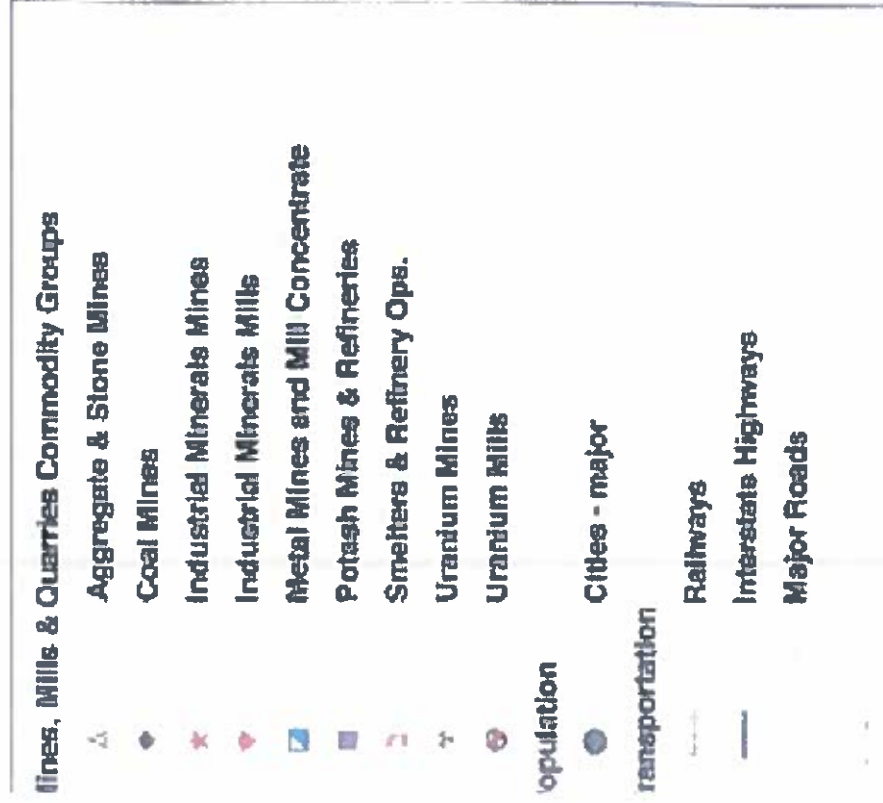 lines, Mills & Quarries Commodity Groups
Aggregate & Stone Mines
Coal Mines
Industrial Minerals Mines
Industrial Minerals Mills
Metal Mines and Mill Concentrate
Potash Mines & Refineries
Smelters & Refinery Ops.
Uranium Mines
Uranium Mills
opulation
Cities - major
ransportation
Railways
Interstate Highways
Major Roads